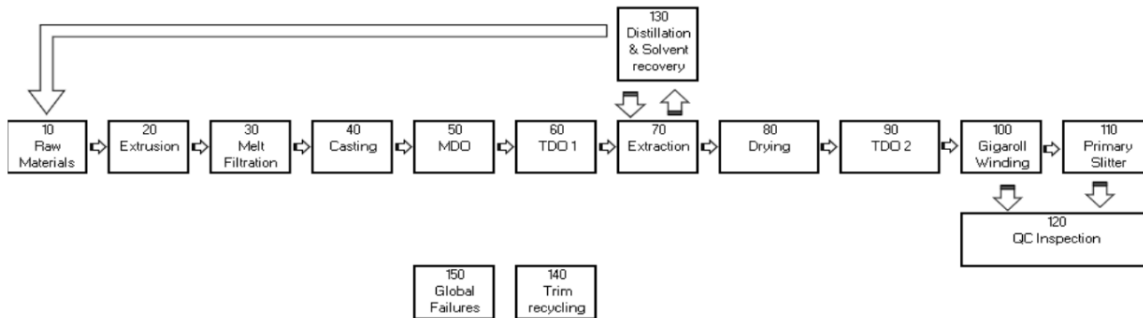 130
Distillation
& Solvent
recovery
10
Raw
Materials
20
Extrusion
30
Melt
Filtration
40
Casting
50
MDO
60
TDO 1
70
Extraction
80
Drying
90
TDO 2
100
Gigaroll
Winding
110
Primary
Slitter
120
QC Inspection
150
Global
Failures
140
Trim
recycling